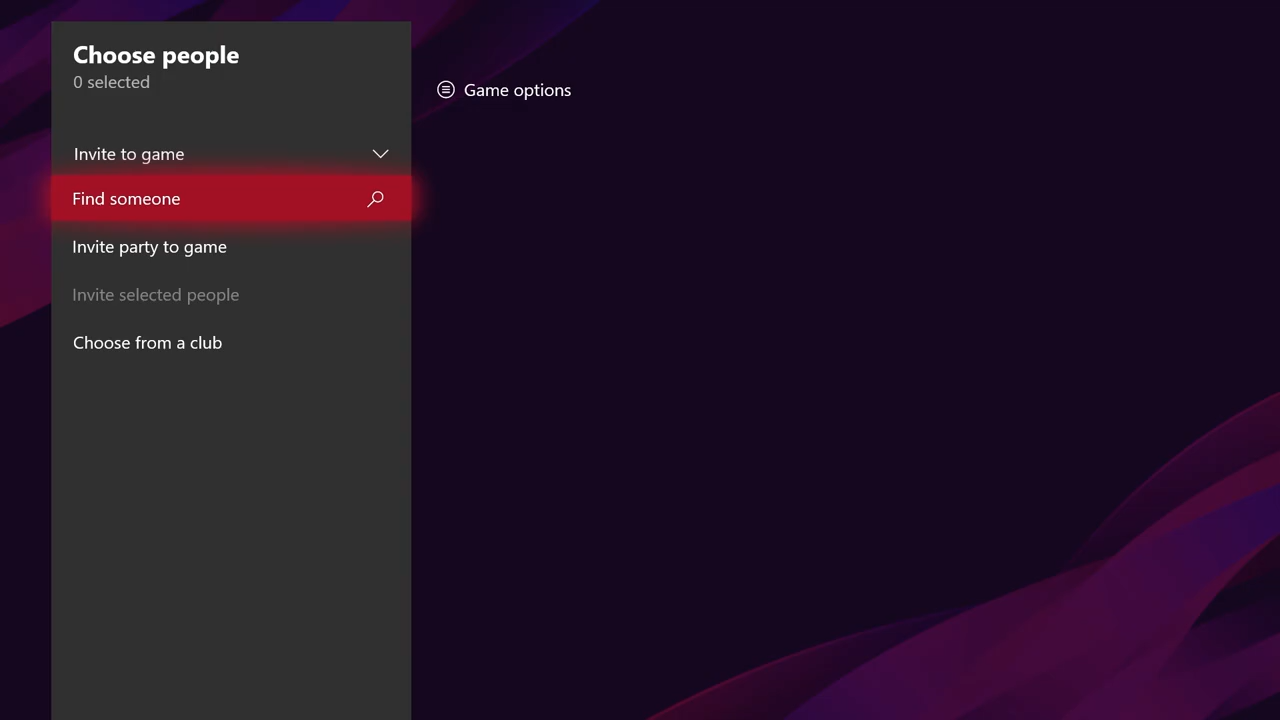 Choose people
0 selected
Game options
Invite to game
Find someone
Invite party to game
Invite selected people
Choose from a club